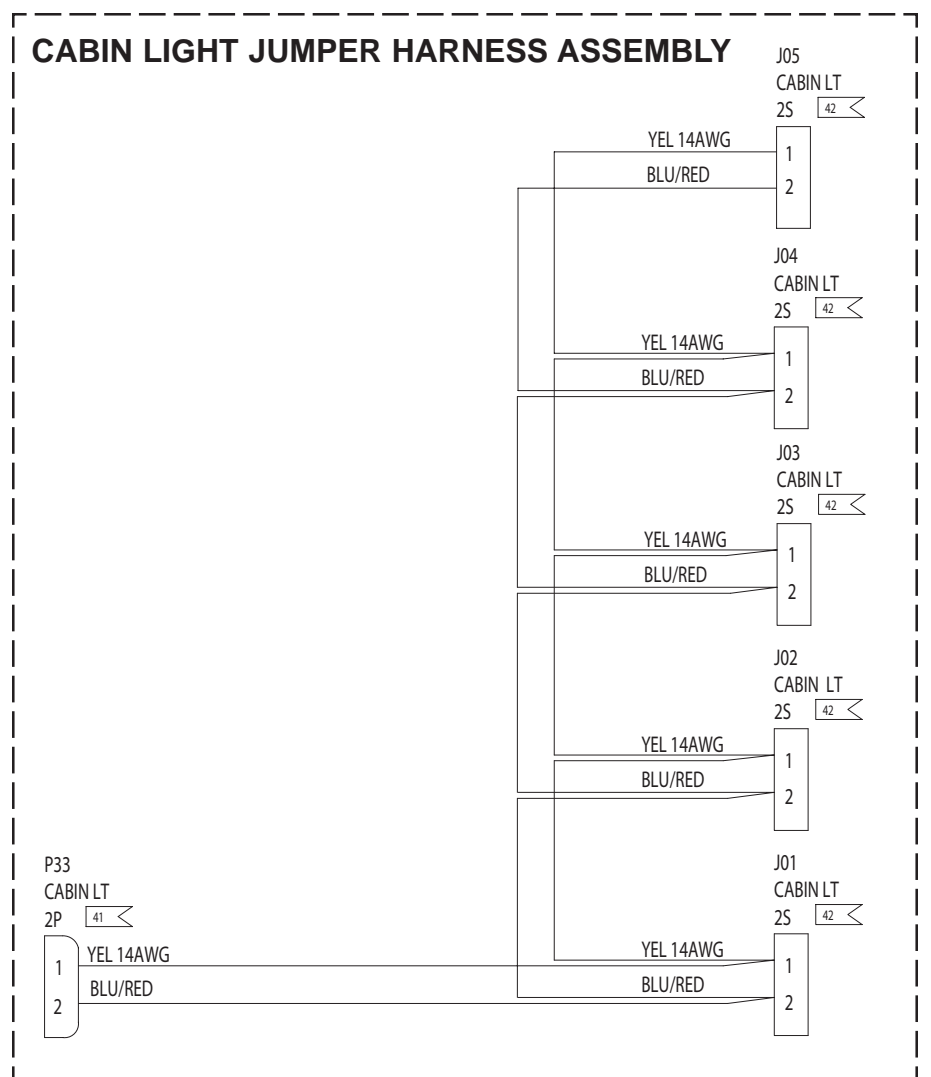 CABIN LIGHT JUMPER HARNESS ASSEMBLY
J05
CABIN LT
2S 42
YEL 14AWG
1
BLU/RED
2
J04
CABIN LT
2S 42
YEL 14AWG
1
BLU/RED
2
J03
CABIN LT
2S 42
YEL 14AWG
1
BLU/RED
2
J02
CABIN LT
2S 42
YEL 14AWG
1
BLU/RED
2
P33
CABIN LT
2P 41
YEL 14AWG
1
BLU/RED
2
J01
CABIN LT
2S 42
YEL 14AWG
1
BLU/RED
2